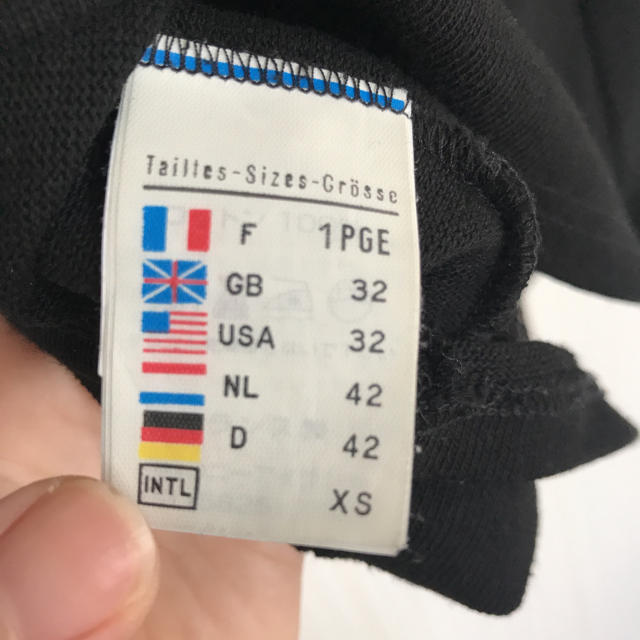 Tailles-Sizes-Grösse
F 1PGE
GB 32
USA 32
NL 42
D 42
INTL XS